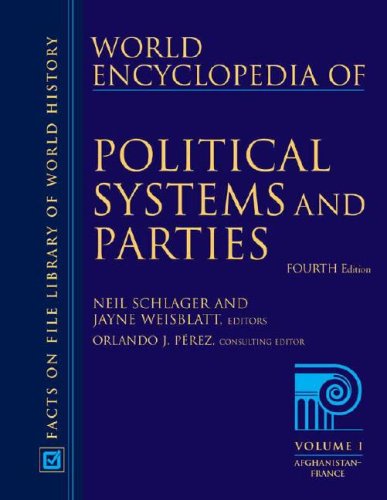 FACTS ON FILE LIBRARY OF WORLD HISTORY
WORLD
ENCYCLOPEDIA OF
POLITICAL
SYSTEMS AND
PARTIES
FOURTH Edition
NEIL SCHLAGER AND
JAYNE WEISBLATT, EDITORS
ORLANDO J. PÉREZ, CONSULTING EDITOR
VOLUME I
AFGHANISTAN–
FRANCE